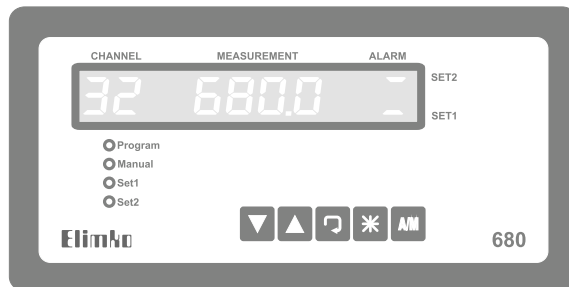 CHANNEL MEASUREMENT ALARM
32 680.0
SET2
SET1
Program
Manual
Set1
Set2
A/M
Elimko
680